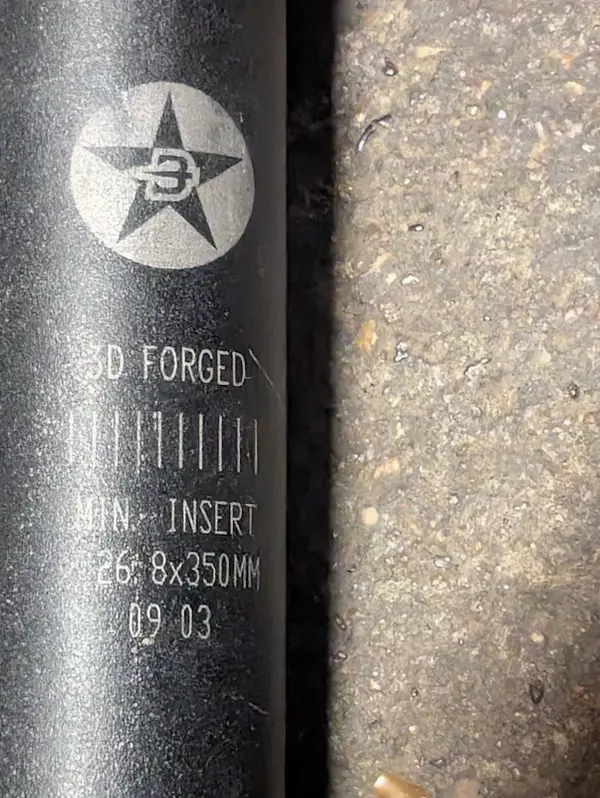 3D FORGED
MIN. INSERT
26.8x350MM
09 03